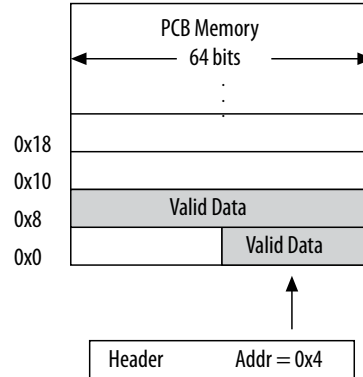 PCB Memory
64 bits
0x18
0x10
Valid Data
0x8
Valid Data
0x0
Header Addr = 0x4